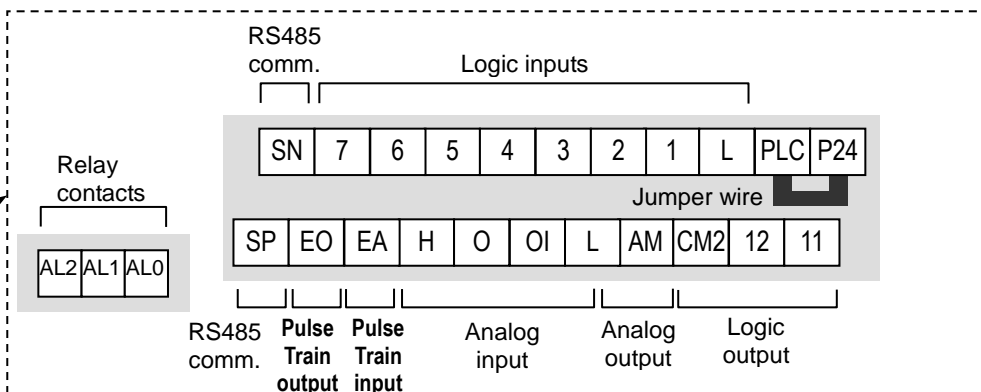 RS485
comm.
Logic inputs
SN 7 6 5 4 3 2 1 L PLC P24
Relay
contacts
Jumper wire
SP EO EA H O OI L AM CM2 12 11
AL2 AL1 AL0
RS485
comm.
Pulse
Train
output
Pulse
Train
input
Analog
input
Analog
output
Logic
output